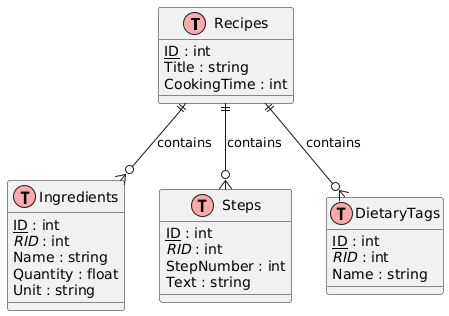 T Recipes
ID : int
Title : string
CookingTime : int
contains
contains
contains
T Ingredients
ID : int
RID : int
Name : string
Quantity : float
Unit : string
T Steps
ID : int
RID : int
StepNumber : int
Text : string
T DietaryTags
ID : int
RID : int
Name : string